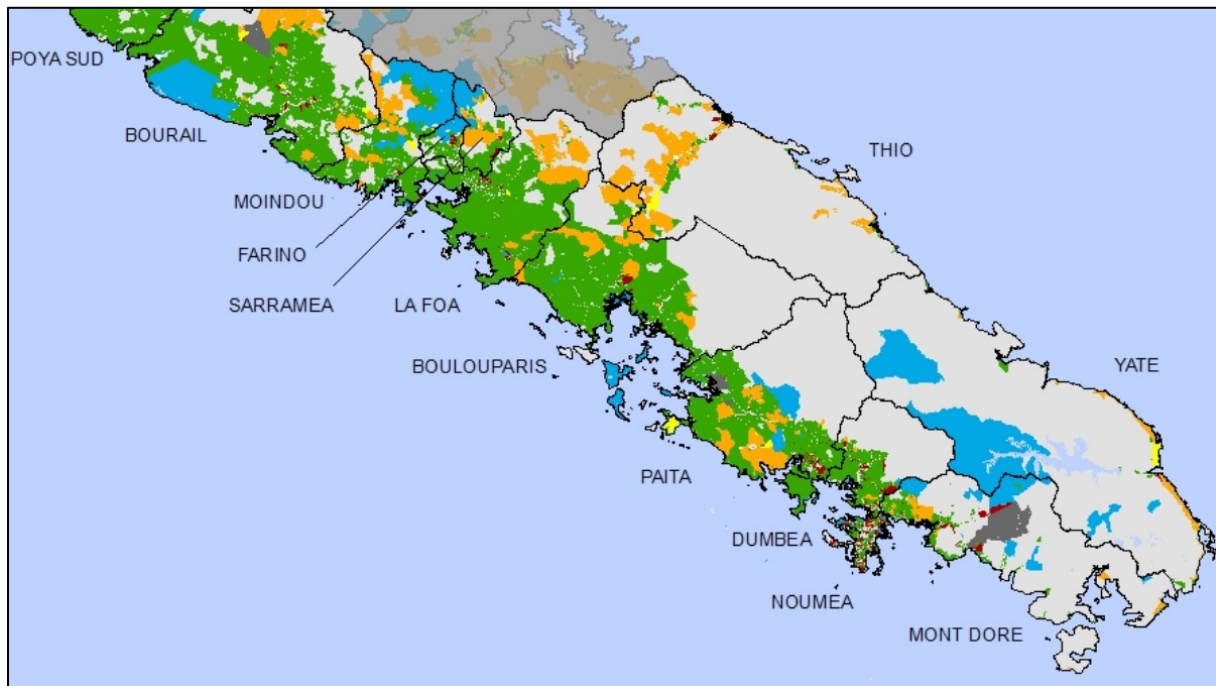 POYA SUD
BOURAIL
THIO
MOINDOU
FARINO
SARRAMEA
LA FOA
BOULOUPARIS
YATE
PAITA
DUMBEA
NOUMEA
MONT DORE